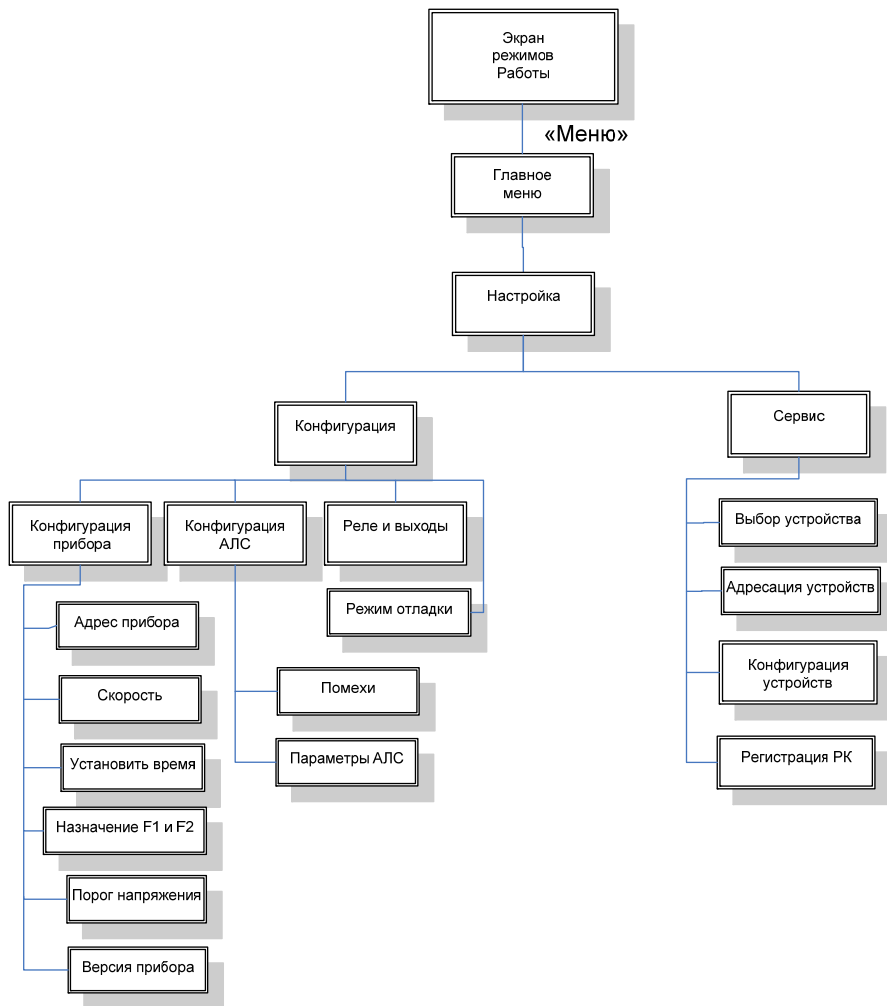 Экран
режимов
Работы
«Меню»
Главное
меню
Настройка
Конфигурация
Сервис
Конфигурация
прибора
Конфигурация
АЛС
Реле и выходы
Режим отладки
Адрес прибора
Скорость
Установить время
Назначение F1 и F2
Порог напряжения
Версия прибора
Помехи
Параметры АЛС
Выбор устройства
Адресация устройств
Конфигурация
устройств
Регистрация РК